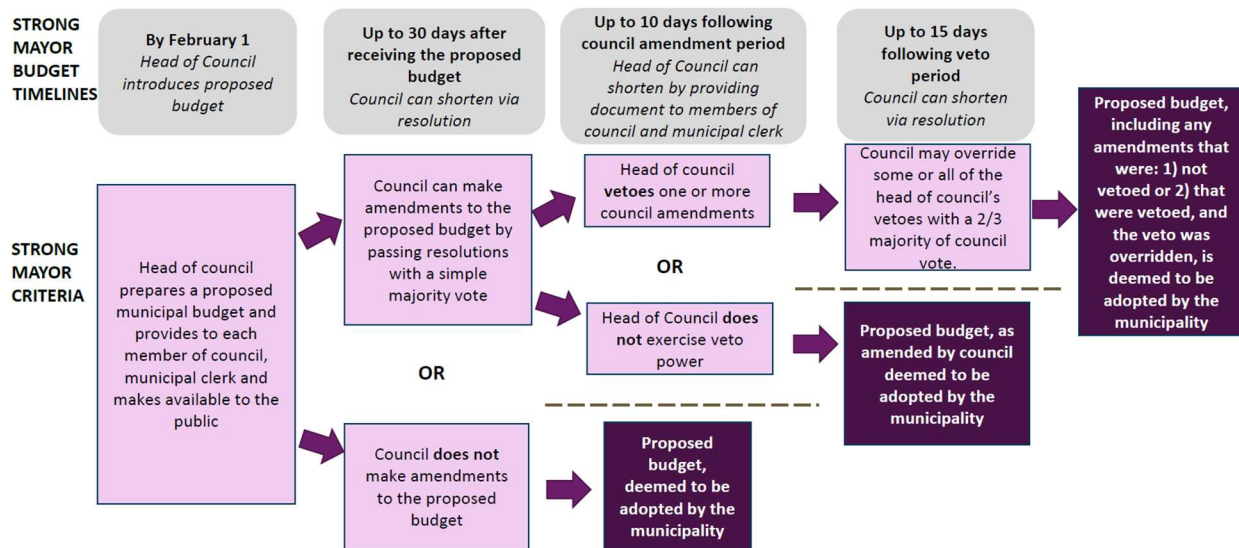 STRONG
MAYOR
BUDGET
TIMELINES
By February 1
Head of Council
introduces proposed
budget
Up to 30 days after
receiving the proposed
budget
Council can shorten via
resolution
Up to 10 days following
council amendment period
Head of Council can
shorten by providing
document to members of
council and municipal clerk
Up to 15 days
following veto
period
Council can shorten
via resolution
STRONG
MAYOR
CRITERIA
Head of council
prepares a proposed
municipal budget and
provides to each
member of council,
municipal clerk and
makes available to the
public
Council can make
amendments to the
proposed budget by
passing resolutions
with a simple
majority vote
OR
Council does not
make amendments
to the proposed
budget
Head of council
vetoes one or more
council amendments
OR
Head of Council does
not exercise veto
power
Proposed
budget,
deemed to be
adopted by the
municipality
Council may override
some or all of the
head of council's
vetoes with a 2/3
majority of council
vote.
Proposed budget, as
amended by council
deemed to be
adopted by the
municipality
Proposed budget,
including any
amendments that
were: 1) not
vetoed or 2) that
were vetoed, and
the veto was
overridden, is
deemed to be
adopted by the
municipality